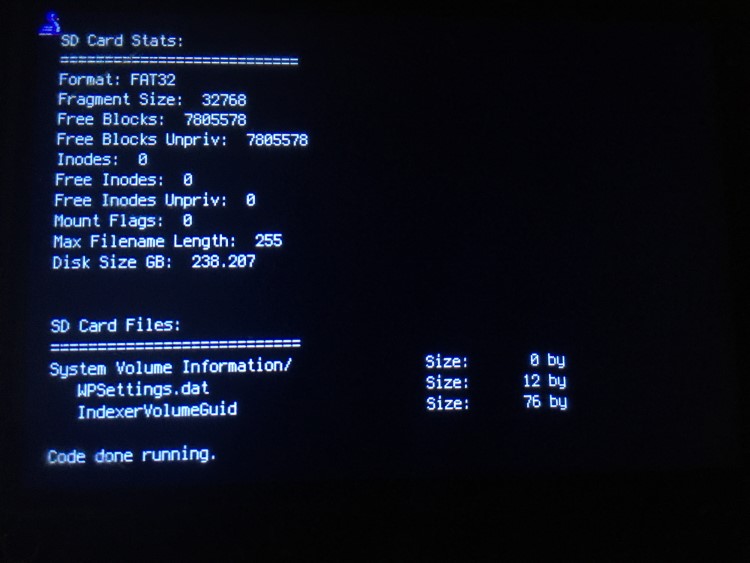 SD Card Stats:
===========================
Format: FAT32
Fragment Size: 32768
Free Blocks: 7805578
Free Blocks Unpriv: 7805578
Inodes: 0
Free Inodes: 0
Free Inodes Unpriv: 0
Mount Flags: 0
Max Filename Length: 255
Disk Size GB: 238.207
SD Card Files:
===========================
System Volume Information/ Size: 0 by
WPSettings.dat Size: 12 by
IndexerVolumeGuid Size: 76 by
Code done running.